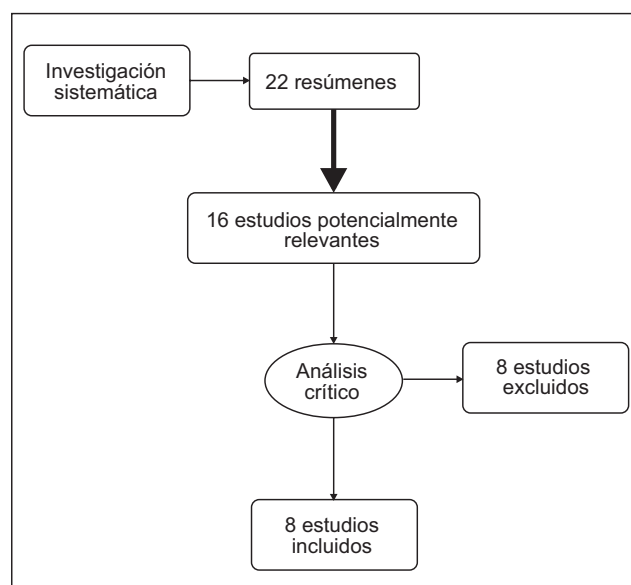 Investigación
sistemática
22 resúmenes
16 estudios potencialmente
relevantes
Análisis
crítico
8 estudios
excluidos
8 estudios
incluidos